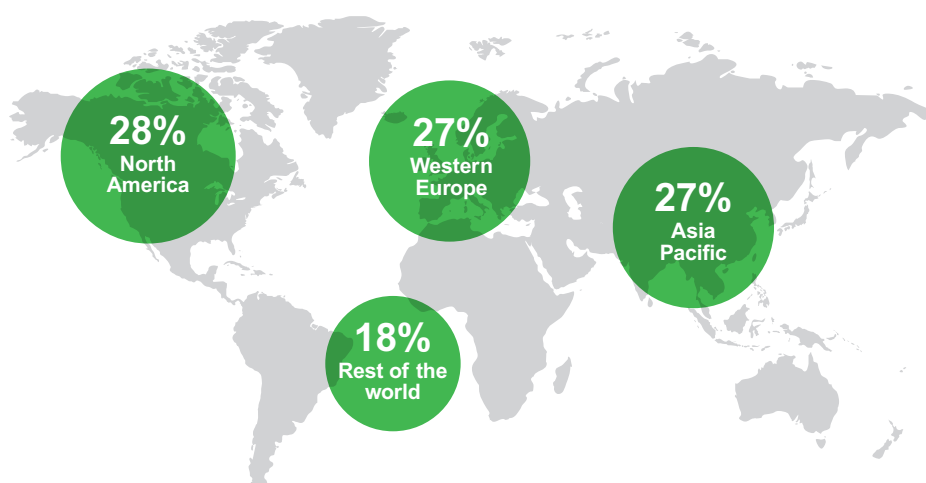 28%
North
America
27%
Western
Europe
27%
Asia
Pacific
18%
Rest of the
world